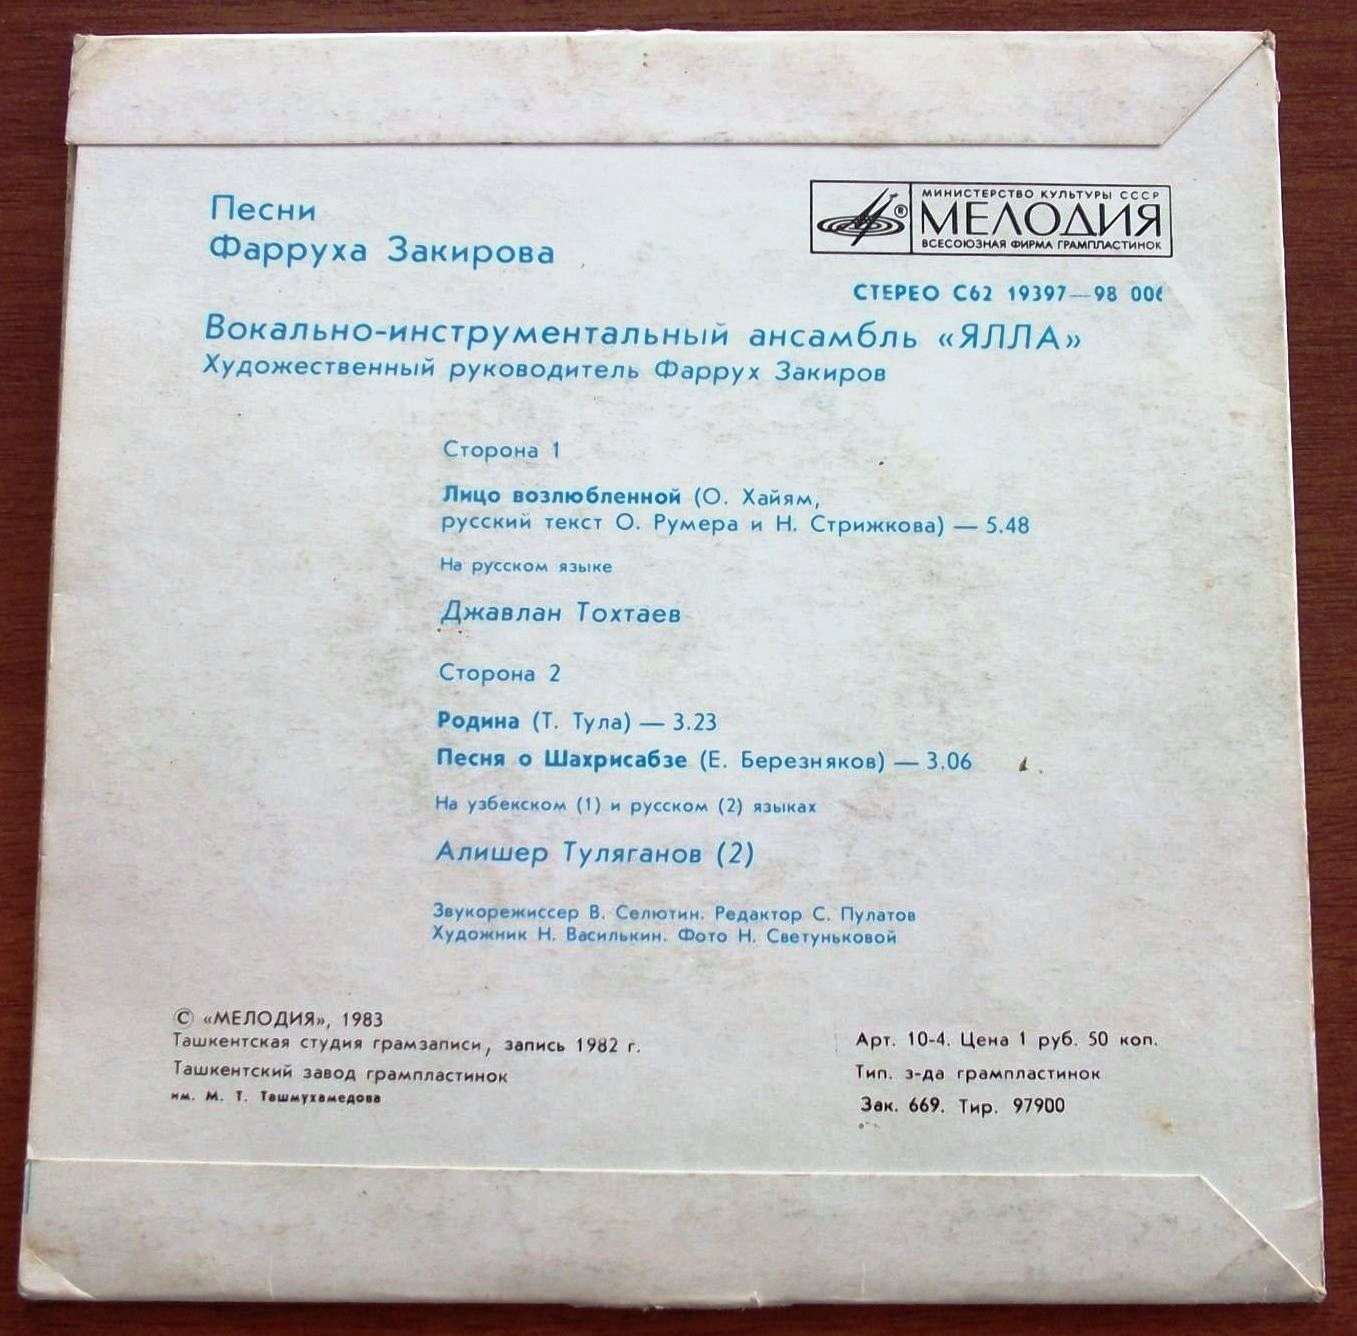 Песни
Фарруха Закирова
МИНИСТЕРСТВО КУЛЬТУРЫ СССР
МЕЛОДИЯ
ВСЕСОЮЗНАЯ ФИРМА ГРАМПЛАСТИНОК
®
СТЕРЕО С62 19397—98 006
Вокально-инструментальный ансамбль «ЯЛЛА»
Художественный руководитель Фаррух Закиров
Сторона 1
Лицо возлюбленной (О. Хайям,
русский текст О. Румера и Н. Стрижкова) — 5.48
На русском языке
Джавлан Тохтаев
Сторона 2
Родина (Т. Тула) — 3.23
Песня о Шахрисабзе (Е. Березняков) — 3.06
На узбекском (1) и русском (2) языках
Алишер Туляганов (2)
Звукорежиссер В. Селютин. Редактор С. Пулатов
Художник Н. Василькин. Фото Н. Светуньковой
© «МЕЛОДИЯ», 1983
Ташкентская студия грамзаписи, запись 1982 г.
Ташкентский завод грампластинок
им. М. Т. Ташмухамедова
Арт. 10-4. Цена 1 руб. 50 коп.
Тип. з-да грампластинок
Зак. 669. Тир. 97900